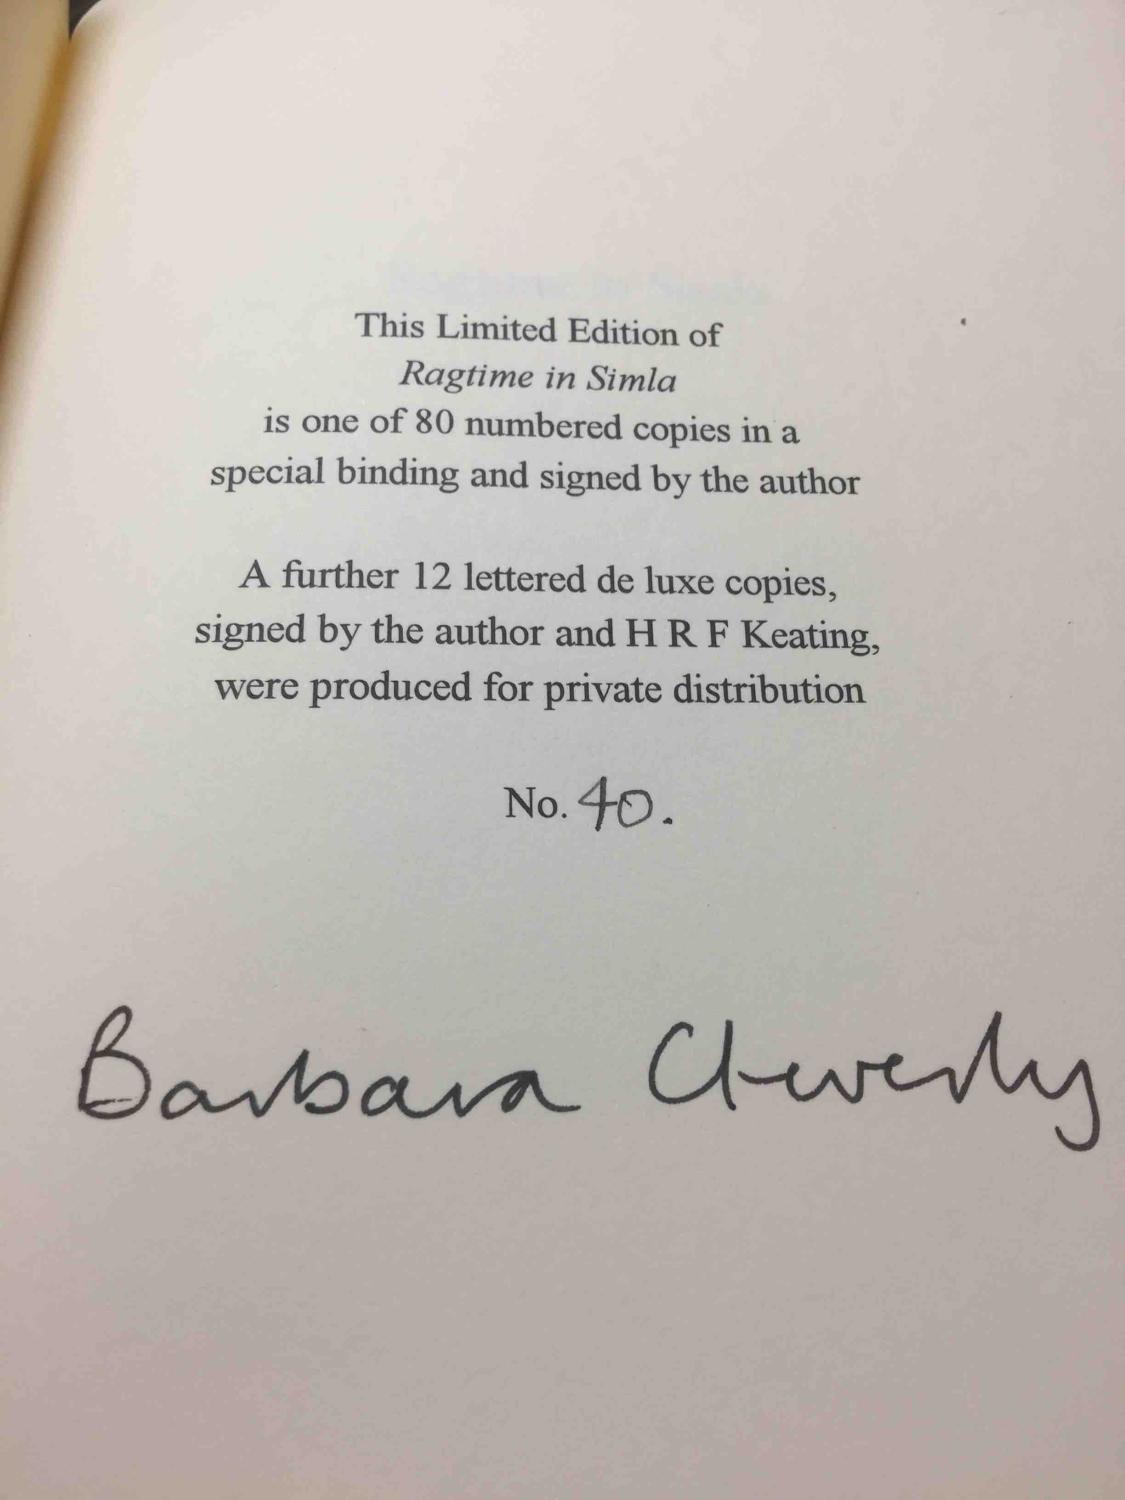 This Limited Edition of
Ragtime in Simla
is one of 80 numbered copies in a
special binding and signed by the author
A further 12 lettered de luxe copies,
signed by the author and H R F Keating,
were produced for private distribution
No. 40.
Barbara Cleverly